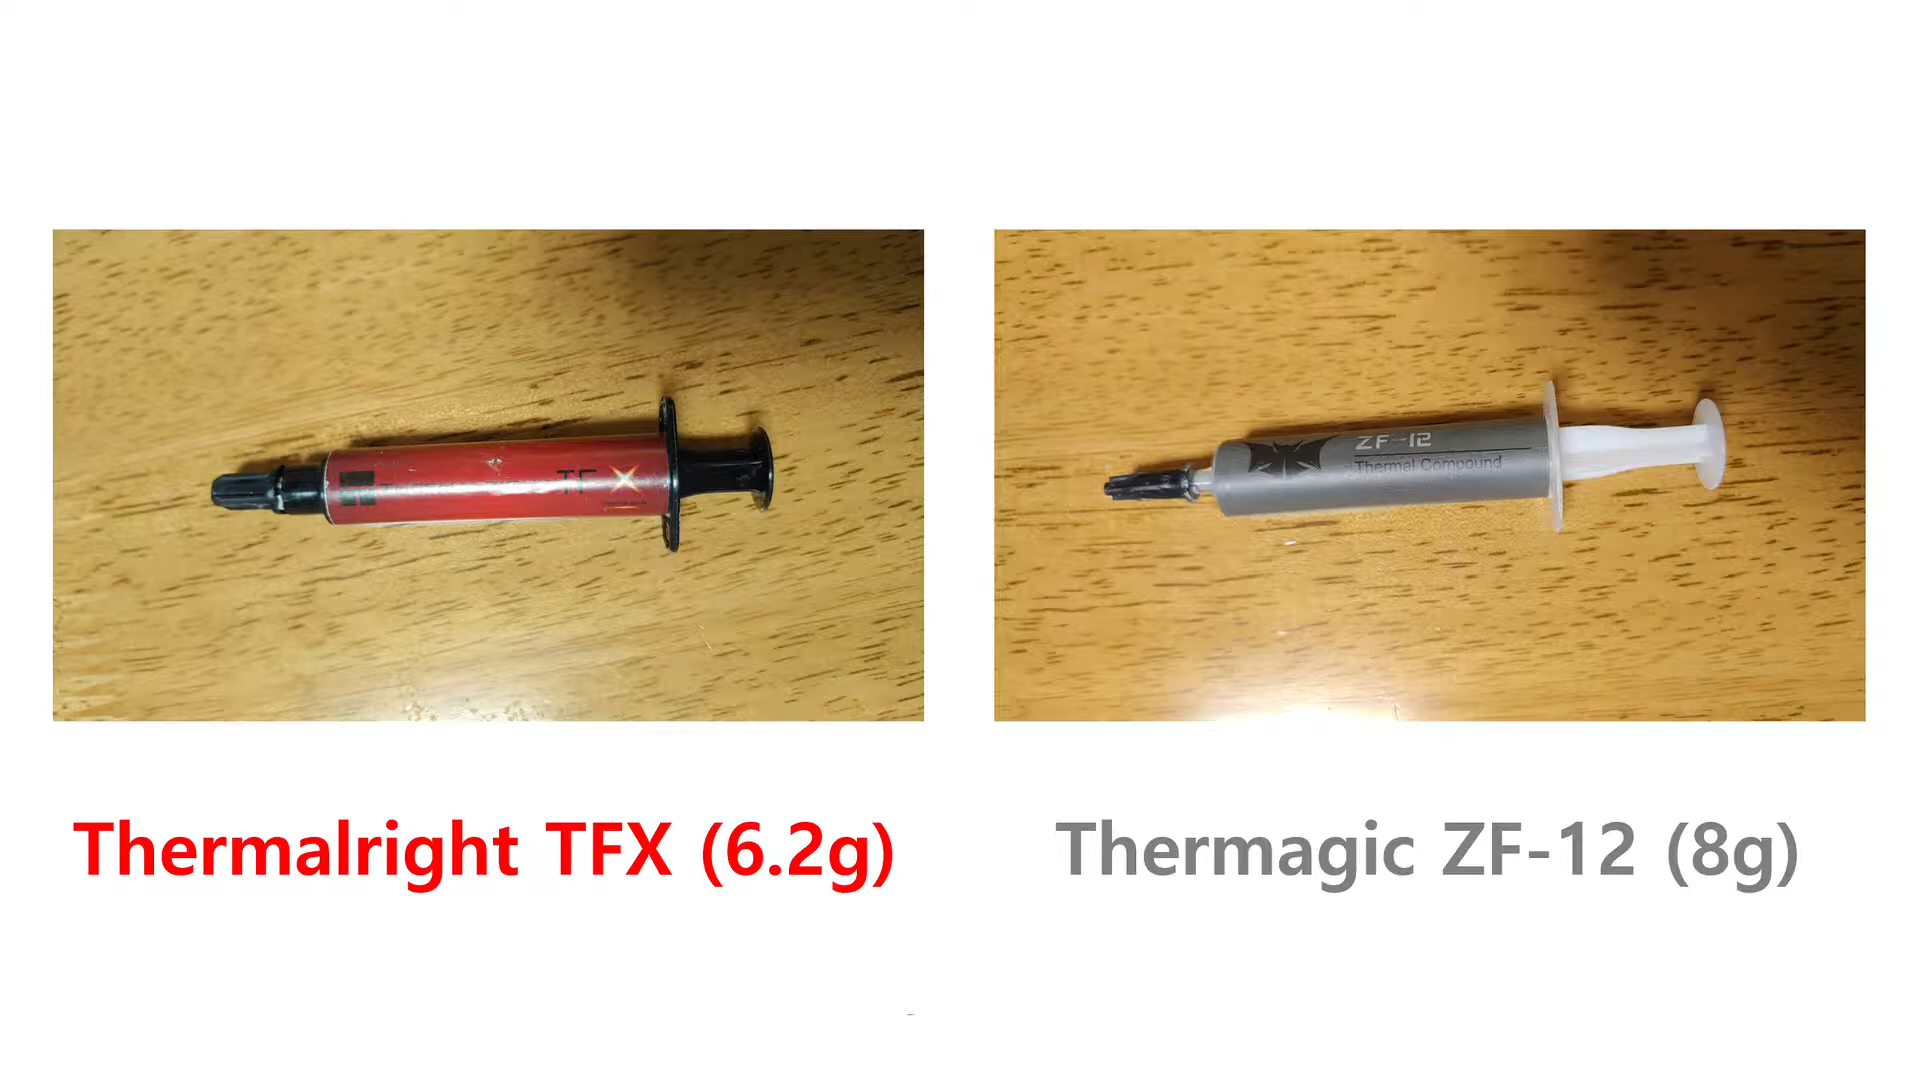 TF X
ZF-12
Thermal Compound
Thermalright TFX (6.2g)
Thermagic ZF-12 (8g)